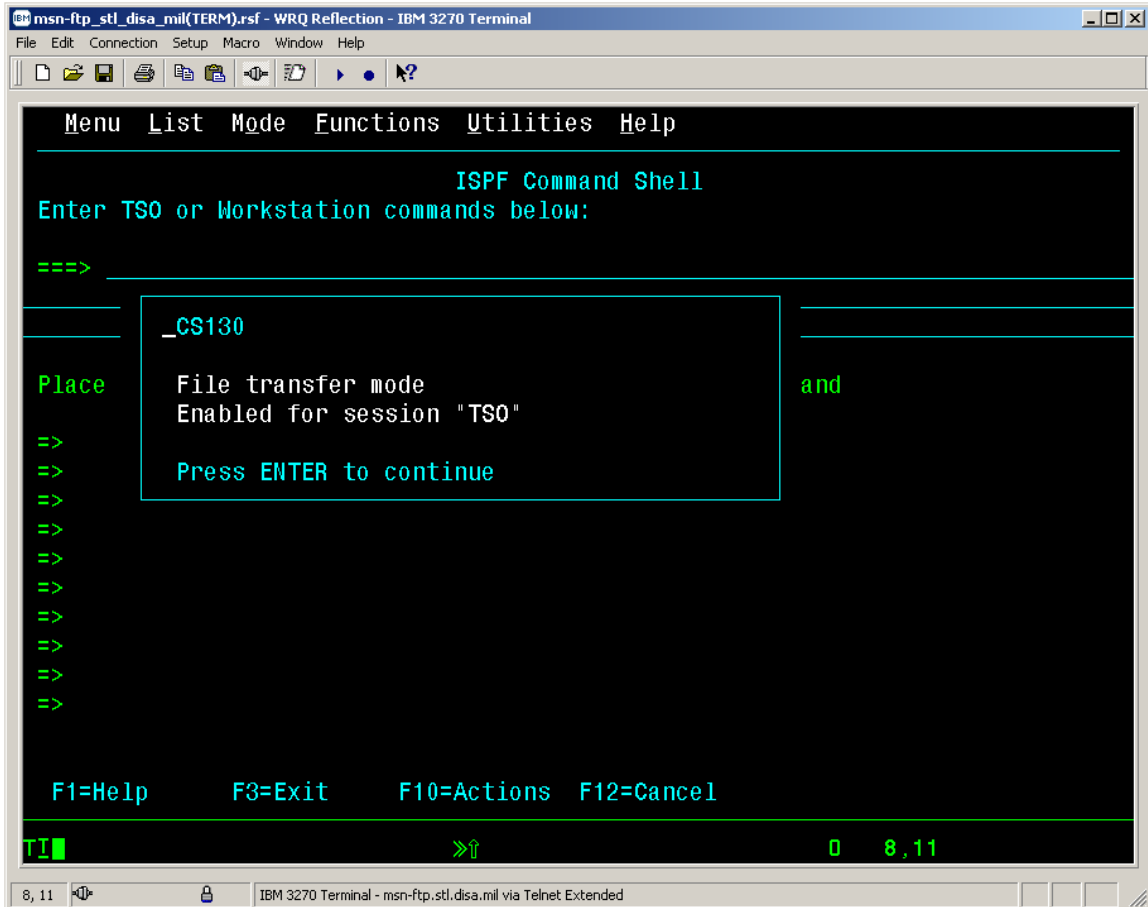 msn-ftp_stl_disa_mil(TERM).rsf - WRQ Reflection - IBM 3270 Terminal
File Edit Connection Setup Macro Window Help
Menu List Mode Functions Utilities Help
ISPF Command Shell
Enter TSO or Workstation commands below:
===> 
_CS130
Place File transfer mode and
Enabled for session "TSO"
=>
=> Press ENTER to continue
=>
=>
=>
=>
=>
=>
=>
=>
F1=Help F3=Exit F10=Actions F12=Cancel
TI »⇧ 0 8,11
8, 11 IBM 3270 Terminal - msn-ftp.stl.disa.mil via Telnet Extended